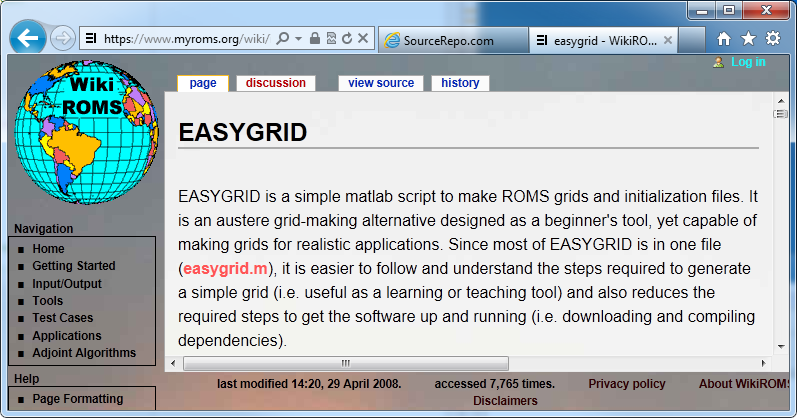 https://www.myroms.org/wiki/
SourceRepo.com
easygrid - WikiRO...
Log in
Wiki
ROMS
page
discussion
view source
history
EASYGRID
EASYGRID is a simple matlab script to make ROMS grids and initialization files. It
is an austere grid-making alternative designed as a beginner's tool, yet capable of
making grids for realistic applications. Since most of EASYGRID is in one file
(easygrid.m), it is easier to follow and understand the steps required to generate
a simple grid (i.e. useful as a learning or teaching tool) and also reduces the
required steps to get the software up and running (i.e. downloading and compiling
dependencies).
Navigation
Home
Getting Started
Input/Output
Tools
Test Cases
Applications
Adjoint Algorithms
Help
Page Formatting
last modified 14:20, 29 April 2008. accessed 7,765 times. Privacy policy About WikiROMS
Disclaimers